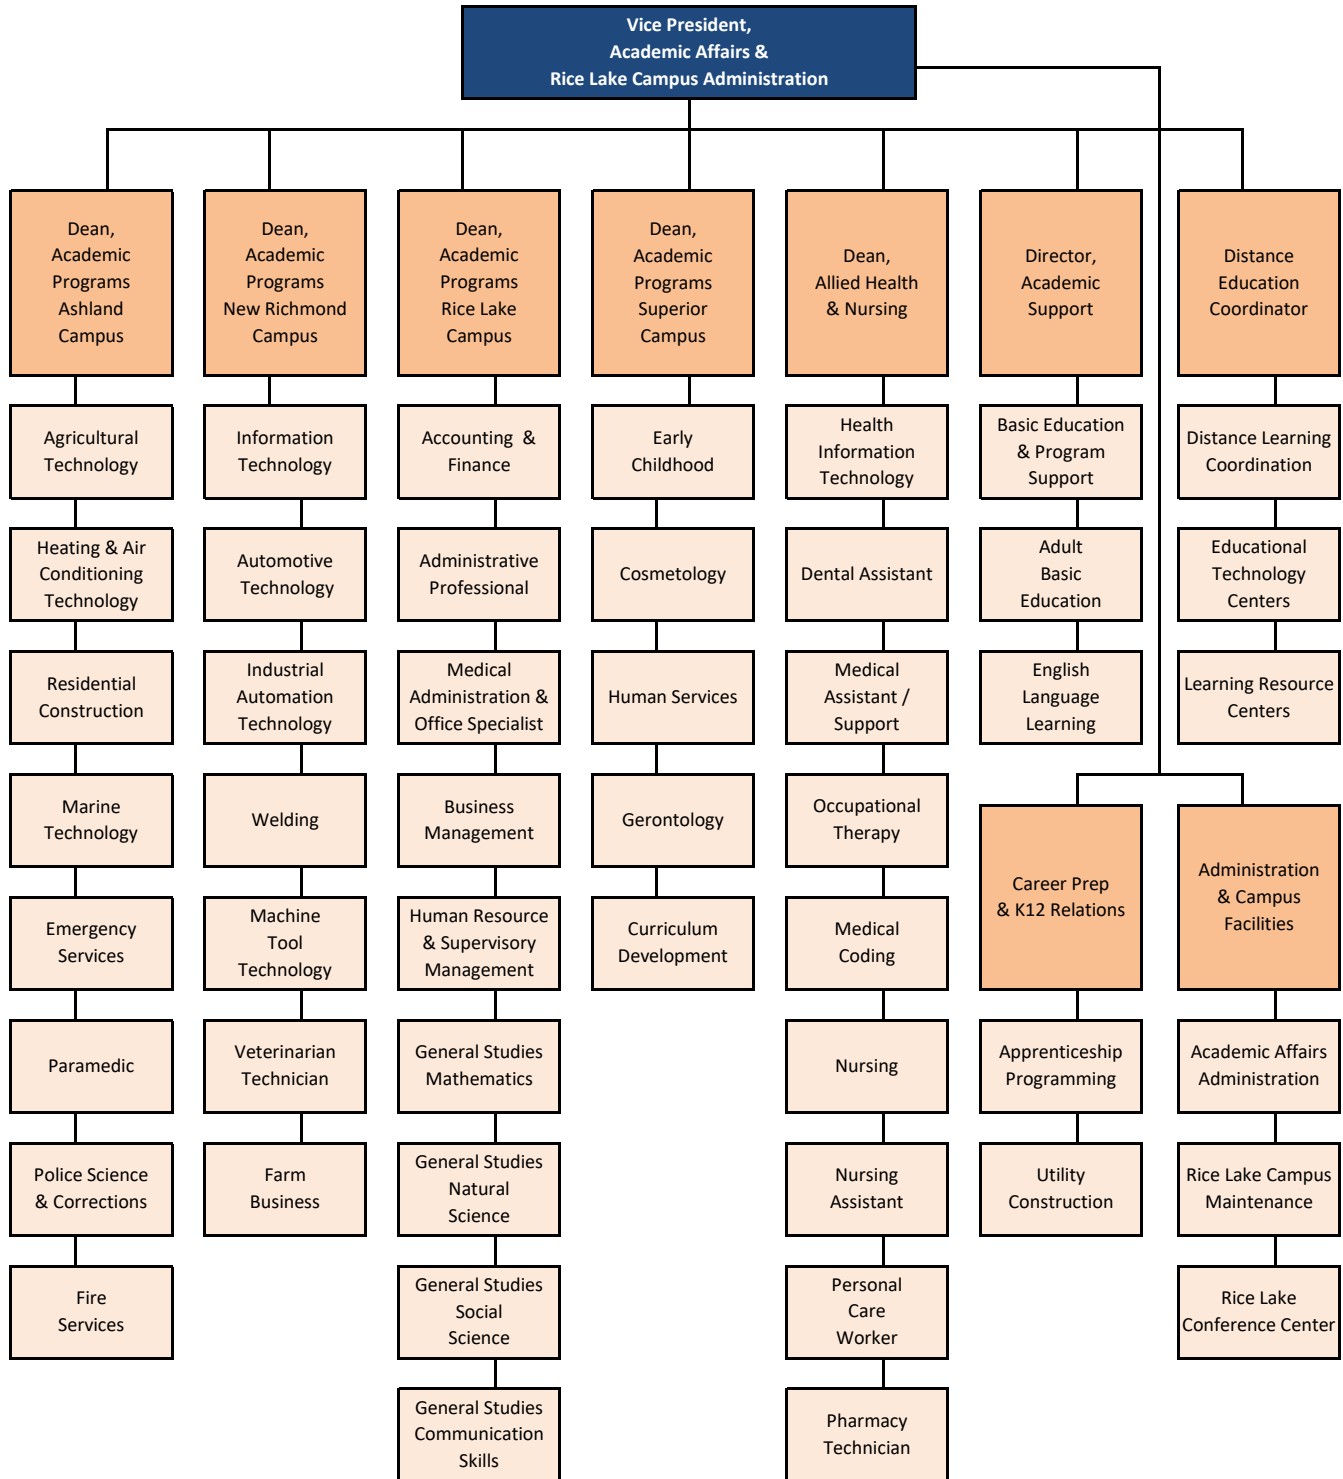 Vice President,
Academic Affairs &
Rice Lake Campus Administration
Dean,
Academic
Programs
Ashland
Campus
Dean,
Academic
Programs
New Richmond
Campus
Dean,
Academic
Programs
Rice Lake
Campus
Dean,
Academic
Programs
Superior
Campus
Dean,
Allied Health
& Nursing
Director,
Academic
Support
Distance
Education
Coordinator
Agricultural
Technology
Information
Technology
Accounting &
Finance
Early
Childhood
Health
Information
Technology
Basic Education
& Program
Support
Distance Learning
Coordination
Heating & Air
Conditioning
Technology
Automotive
Technology
Administrative
Professional
Cosmetology
Dental Assistant
Adult
Basic
Education
Educational
Technology
Centers
Residential
Construction
Industrial
Automation
Technology
Medical
Administration &
Office Specialist
Human Services
Medical
Assistant /
Support
English
Language
Learning
Learning Resource
Centers
Marine
Technology
Welding
Business
Management
Gerontology
Occupational
Therapy
Career Prep
& K12 Relations
Administration
& Campus
Facilities
Emergency
Services
Machine
Tool
Technology
Human Resource
& Supervisory
Management
Curriculum
Development
Medical
Coding
Paramedic
Veterinarian
Technician
General Studies
Mathematics
Nursing
Apprenticeship
Programming
Academic Affairs
Administration
Police Science
& Corrections
Farm
Business
General Studies
Natural
Science
Nursing
Assistant
Utility
Construction
Rice Lake Campus
Maintenance
Fire
Services
General Studies
Social
Science
Personal
Care
Worker
Rice Lake
Conference Center
General Studies
Communication
Skills
Pharmacy
Technician